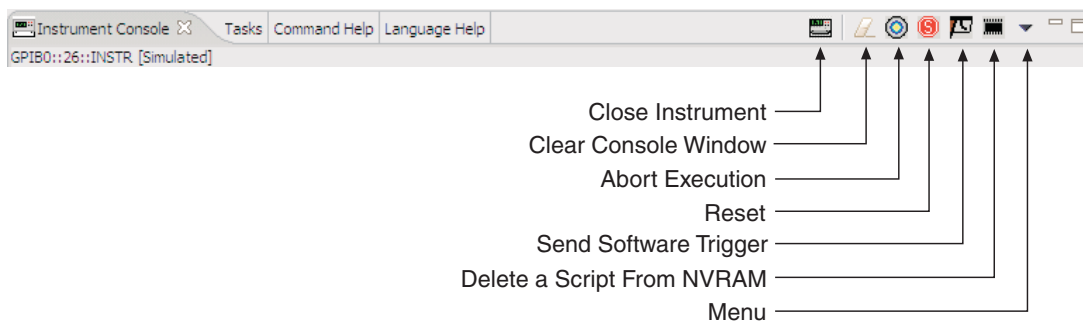 Instrument Console Tasks Command Help Language Help
GPIB0::26::INSTR [Simulated]
Close Instrument
Clear Console Window
Abort Execution
Reset
Send Software Trigger
Delete a Script From NVRAM
Menu